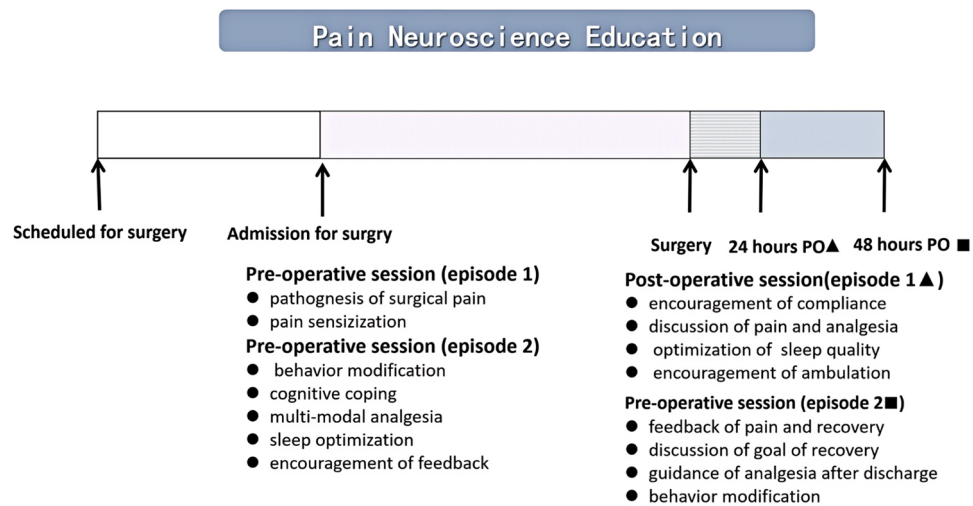 Pain Neuroscience Education
Scheduled for surgery
Admission for surgry
Surgery
24 hours PO▲
48 hours PO ■
Pre-operative session (episode 1)
● pathognesis of surgical pain
● pain sensizization
Pre-operative session (episode 2)
● behavior modification
● cognitive coping
● multi-modal analgesia
● sleep optimization
● encouragement of feedback
Post-operative session(episode 1▲)
● encouragement of compliance
● discussion of pain and analgesia
● optimization of sleep quality
● encouragement of ambulation
Pre-operative session (episode 2■)
● feedback of pain and recovery
● discussion of goal of recovery
● guidance of analgesia after discharge
● behavior modification